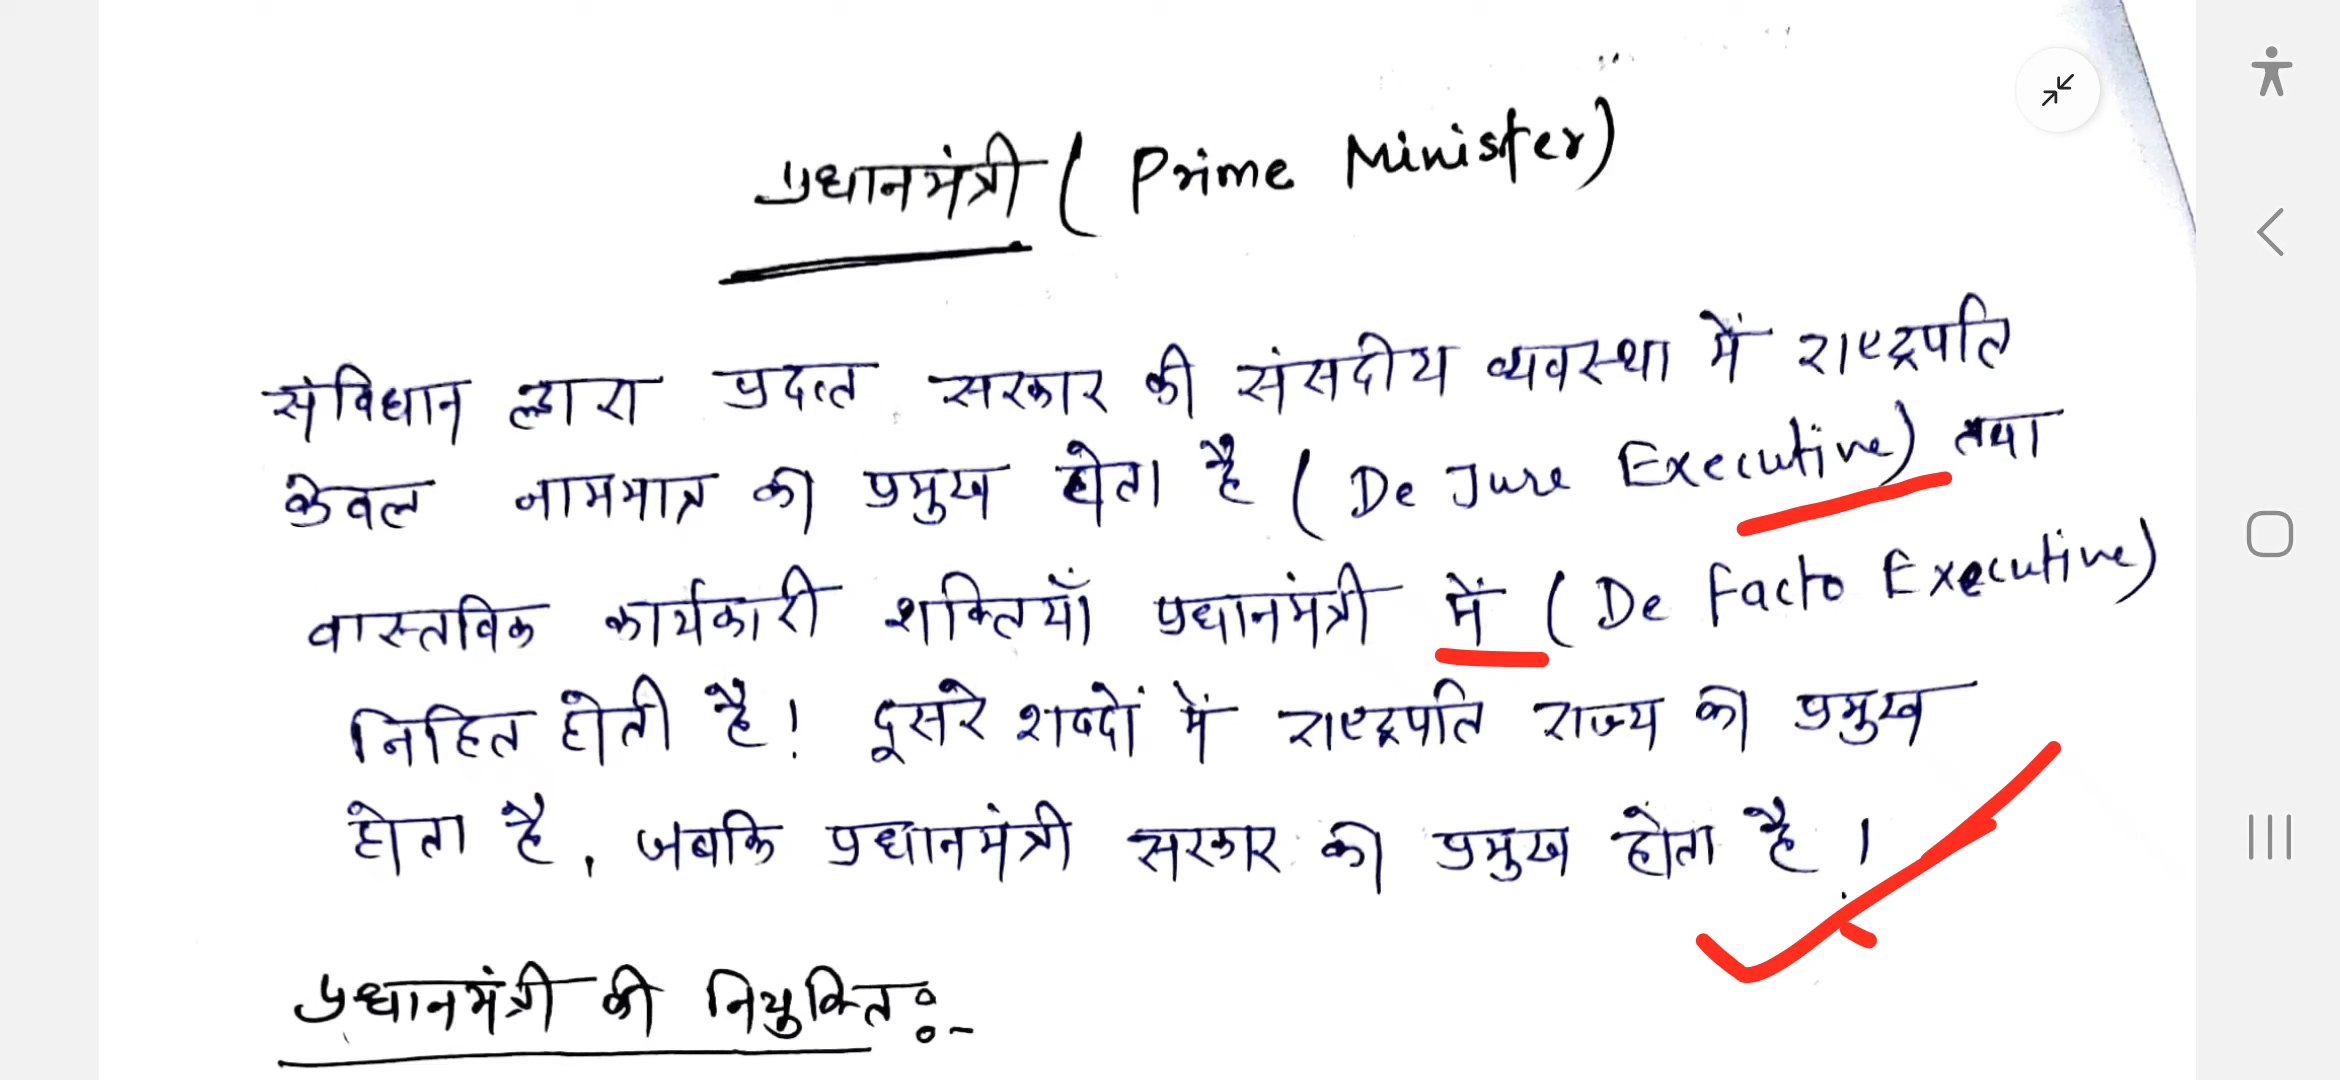 प्रधानमंत्री ( Prime Minister)
संविधान द्वारा प्रदत्त सरकार की संसदीय व्यवस्था में राष्ट्रपति
केवल नाममात्र का प्रमुख होता है ( De Jure Executive) तथा
वास्तविक कार्यकारी शक्तियाँ प्रधानमंत्री में ( De Facto Executive)
निहित होती है! दूसरे शब्दों में राष्ट्रपति राज्य का प्रमुख
होता है, जबकि प्रधानमंत्री सरकार का प्रमुख होता है।
प्रधानमंत्री की नियुक्ति:-